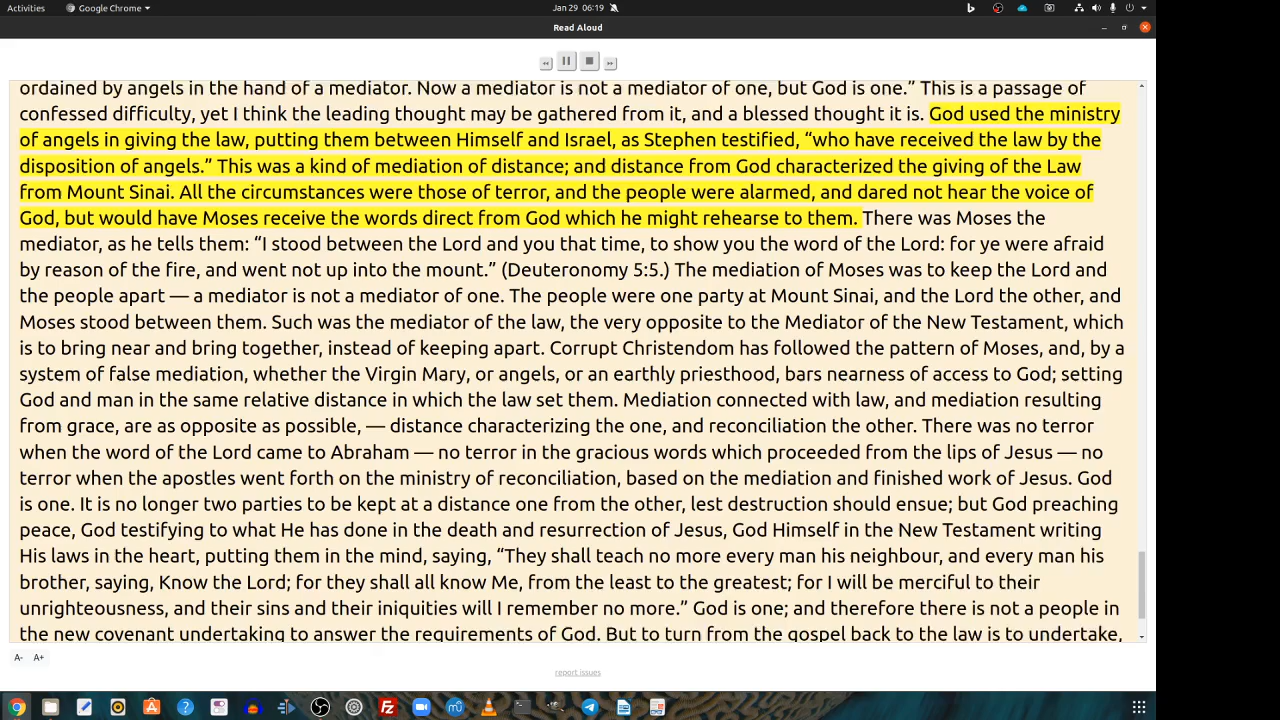 Activities
Google Chrome
Jan 29 06:19
Read Aloud
ordained by angels in the hand of a mediator. Now a mediator is not a mediator of one, but God is one.” This is a passage of
confessed difficulty, yet I think the leading thought may be gathered from it, and a blessed thought it is. God used the ministry
of angels in giving the law, putting them between Himself and Israel, as Stephen testified, “who have received the law by the
disposition of angels.” This was a kind of mediation of distance; and distance from God characterized the giving of the Law
from Mount Sinai. All the circumstances were those of terror, and the people were alarmed, and dared not hear the voice of
God, but would have Moses receive the words direct from God which he might rehearse to them. There was Moses the
mediator, as he tells them: “I stood between the Lord and you that time, to show you the word of the Lord: for ye were afraid
by reason of the fire, and went not up into the mount.” (Deuteronomy 5:5.) The mediation of Moses was to keep the Lord and
the people apart — a mediator is not a mediator of one. The people were one party at Mount Sinai, and the Lord the other, and
Moses stood between them. Such was the mediator of the law, the very opposite to the Mediator of the New Testament, which
is to bring near and bring together, instead of keeping apart. Corrupt Christendom has followed the pattern of Moses, and, by a
system of false mediation, whether the Virgin Mary, or angels, or an earthly priesthood, bars nearness of access to God; setting
God and man in the same relative distance in which the law set them. Mediation connected with law, and mediation resulting
from grace, are as opposite as possible, — distance characterizing the one, and reconciliation the other. There was no terror
when the word of the Lord came to Abraham — no terror in the gracious words which proceeded from the lips of Jesus — no
terror when the apostles went forth on the ministry of reconciliation, based on the mediation and finished work of Jesus. God
is one. It is no longer two parties to be kept at a distance one from the other, lest destruction should ensue; but God preaching
peace, God testifying to what He has done in the death and resurrection of Jesus, God Himself in the New Testament writing
His laws in the heart, putting them in the mind, saying, “They shall teach no more every man his neighbour, and every man his
brother, saying, Know the Lord; for they shall all know Me, from the least to the greatest; for I will be merciful to their
unrighteousness, and their sins and their iniquities will I remember no more.” God is one; and therefore there is not a people in
the new covenant undertaking to answer the requirements of God. But to turn from the gospel back to the law is to undertake,
A- A+
report issues